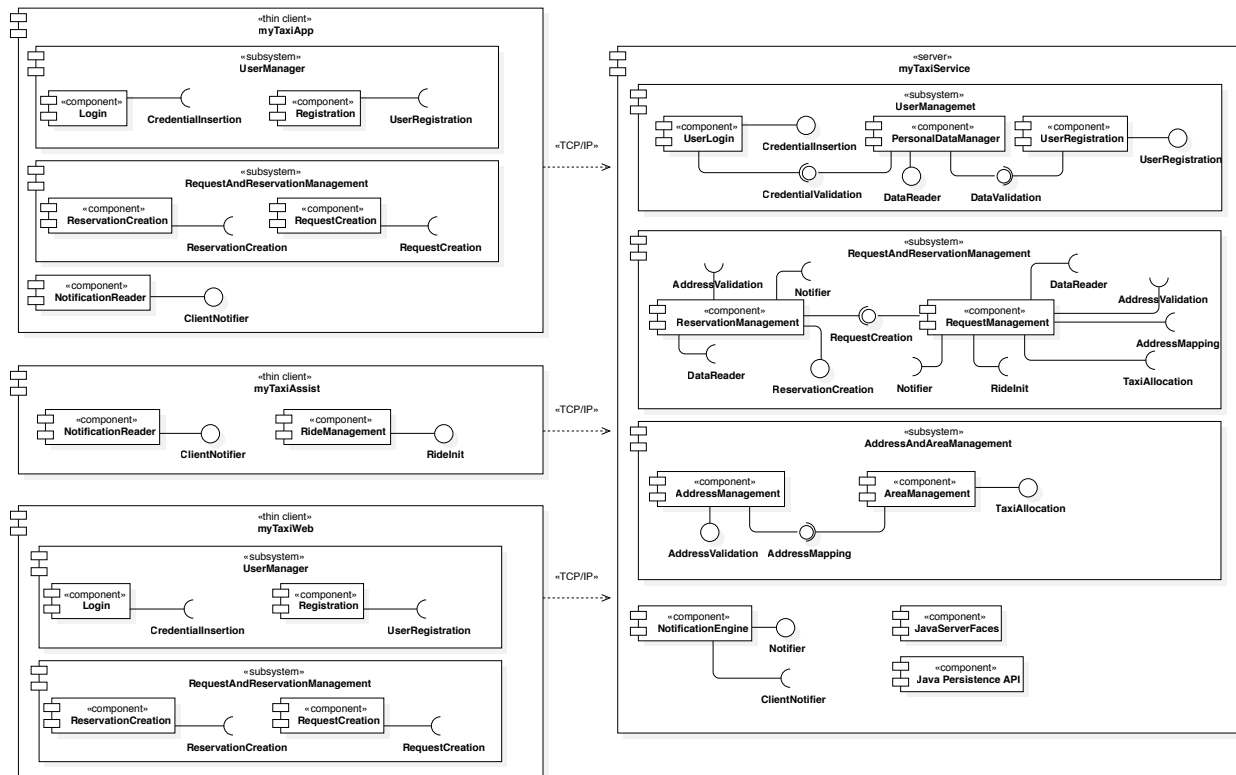 «thin client»
myTaxiApp
«subsystem»
UserManager
«component»
Login
CredentialInsertion
«component»
Registration
UserRegistration
«subsystem»
RequestAndReservationManagement
«component»
ReservationCreation
ReservationCreation
«component»
RequestCreation
RequestCreation
«component»
NotificationReader
ClientNotifier
«TCP/IP»
«thin client»
myTaxiAssist
«component»
NotificationReader
ClientNotifier
«component»
RideManagement
RideInit
«TCP/IP»
«thin client»
myTaxiWeb
«subsystem»
UserManager
«component»
Login
CredentialInsertion
«component»
Registration
UserRegistration
«subsystem»
RequestAndReservationManagement
«component»
ReservationCreation
ReservationCreation
«component»
RequestCreation
RequestCreation
«TCP/IP»
«server»
myTaxiService
«subsystem»
UserManagemet
«component»
UserLogin
CredentialInsertion
«component»
PersonalDataManager
«component»
UserRegistration
UserRegistration
CredentialValidation
DataReader
DataValidation
«subsystem»
RequestAndReservationManagement
AddressValidation
Notifier
DataReader
AddressValidation
«component»
ReservationManagement
RequestCreation
«component»
RequestManagement
AddressMapping
DataReader
ReservationCreation
Notifier
RideInit
TaxiAllocation
«subsystem»
AddressAndAreaManagement
«component»
AddressManagement
«component»
AreaManagement
TaxiAllocation
AddressValidation
AddressMapping
«component»
NotificationEngine
Notifier
ClientNotifier
«component»
JavaServerFaces
«component»
Java Persistence API